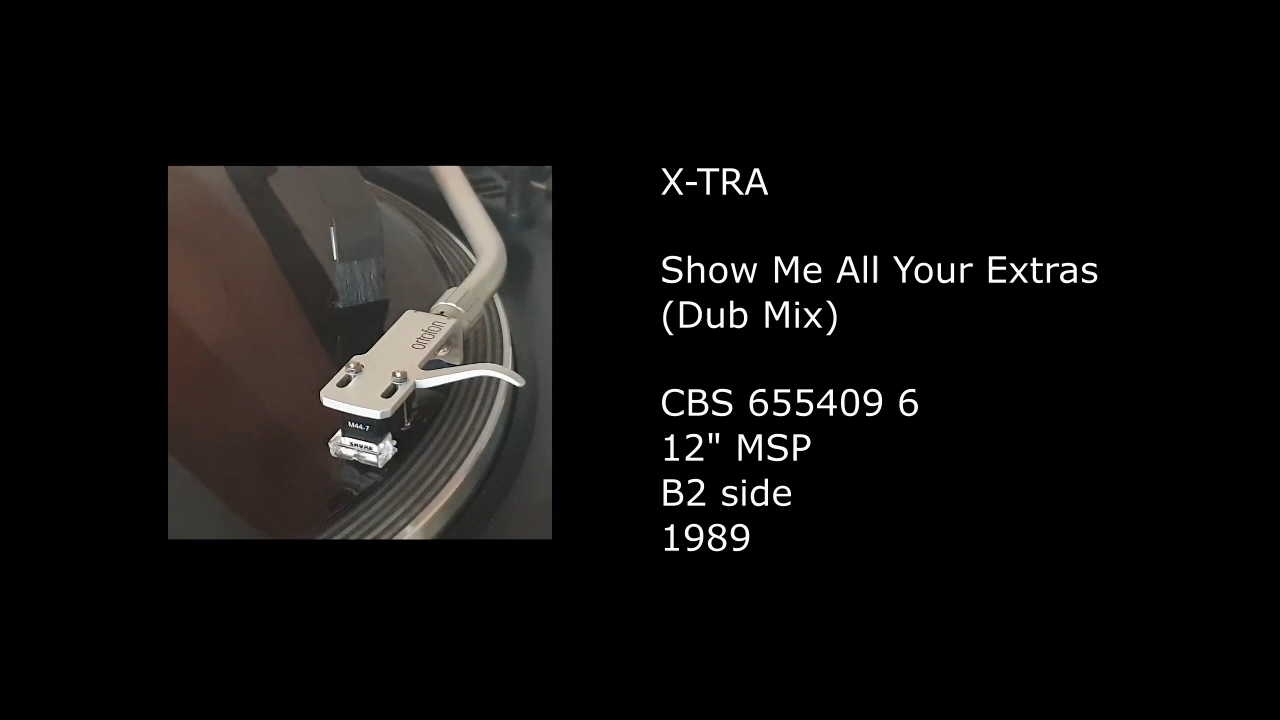 X-TRA
Show Me All Your Extras
(Dub Mix)
CBS 655409 6
12" MSP
B2 side
1989
ortofon
M44-7
SHURE